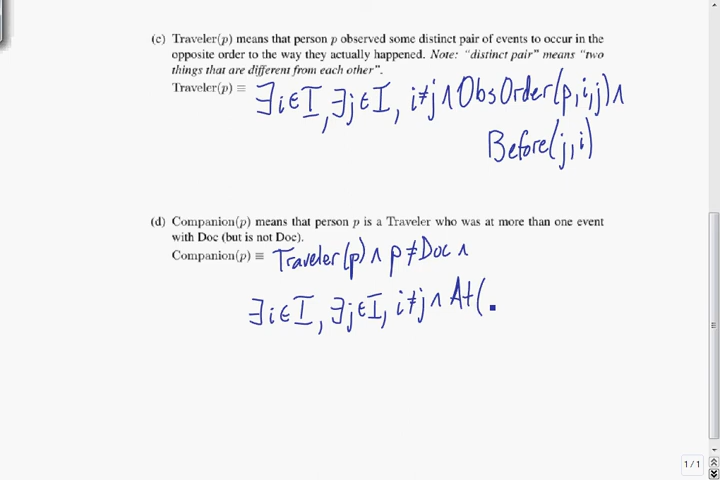 (c) Traveler(p) means that person p observed some distinct pair of events to occur in the
opposite order to the way they actually happened. Note: "distinct pair" means "two
things that are different from each other".
Traveler(p) ≡ ∃i∈I, ∃j∈I, i≠j ∧ ObsOrder(p,i,j) ∧
Before(j,i)
(d) Companion(p) means that person p is a Traveler who was at more than one event
with Doc (but is not Doc).
Companion(p) ≡ Traveler(p) ∧ p≠Doc ∧
∃i∈I, ∃j∈I, i≠j ∧ At(
1/1